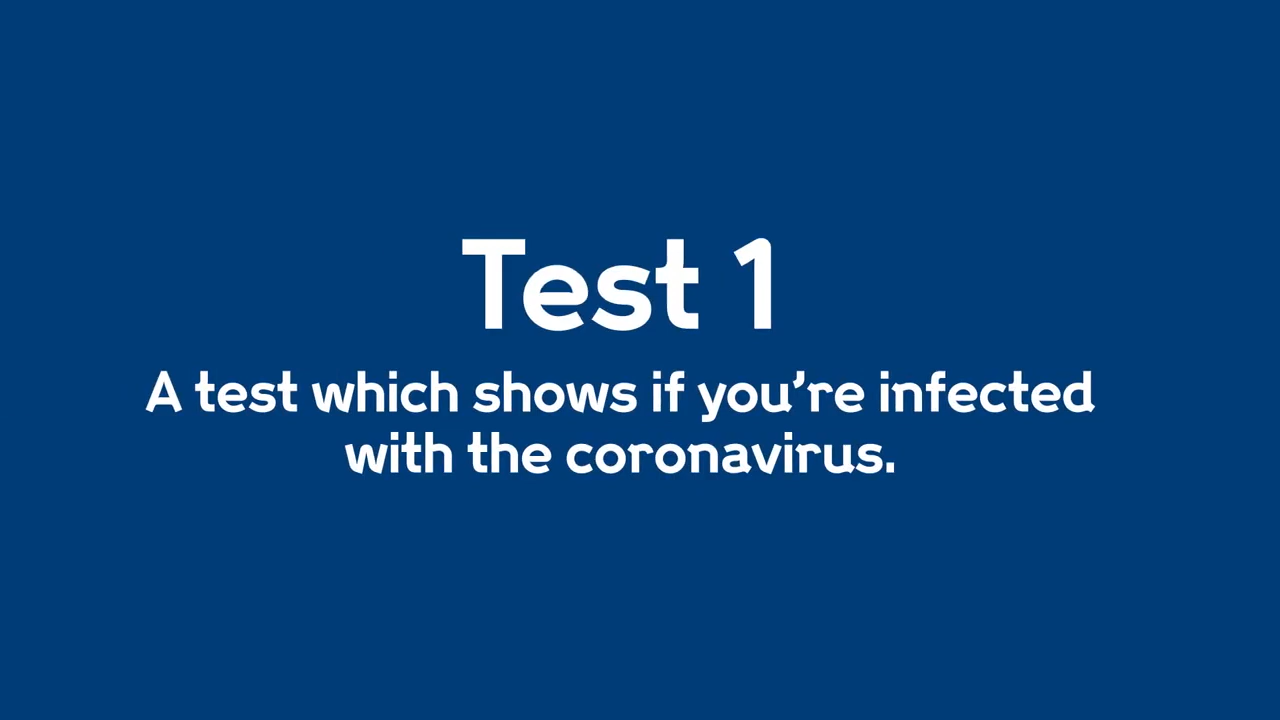 Test 1
A test which shows if you’re infected
with the coronavirus.